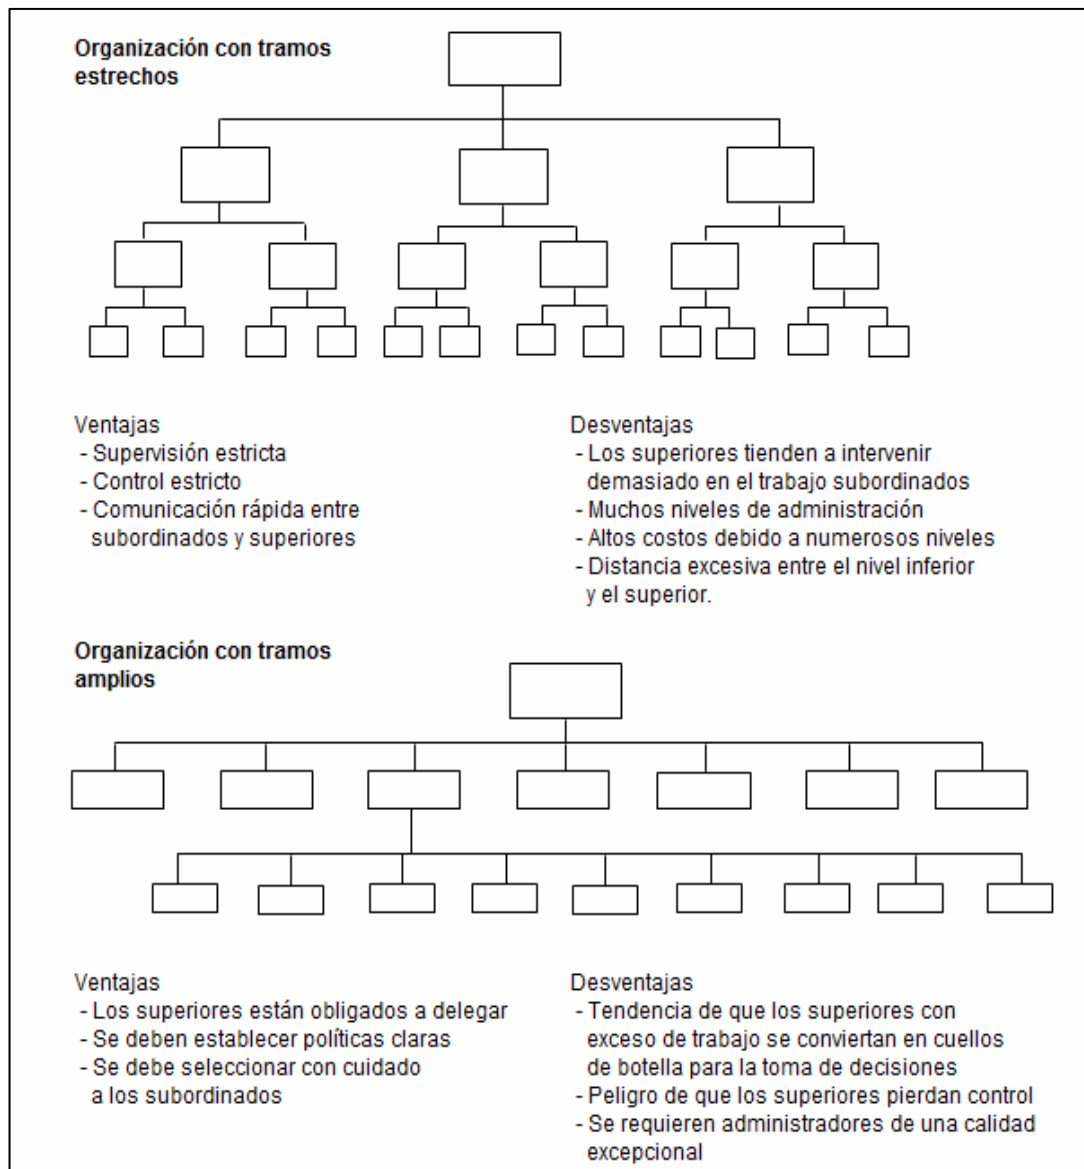 Organización con tramos
estrechos
Ventajas
- Supervisión estricta
- Control estricto
- Comunicación rápida entre
subordinados y superiores
Desventajas
- Los superiores tienden a intervenir
demasiado en el trabajo subordinados
- Muchos niveles de administración
- Altos costos debido a numerosos niveles
- Distancia excesiva entre el nivel inferior
y el superior.
Organización con tramos
amplios
Ventajas
- Los superiores están obligados a delegar
- Se deben establecer políticas claras
- Se debe seleccionar con cuidado
a los subordinados
Desventajas
- Tendencia de que los superiores con
exceso de trabajo se conviertan en cuellos
de botella para la toma de decisiones
- Peligro de que los superiores pierdan control
- Se requieren administradores de una calidad
excepcional